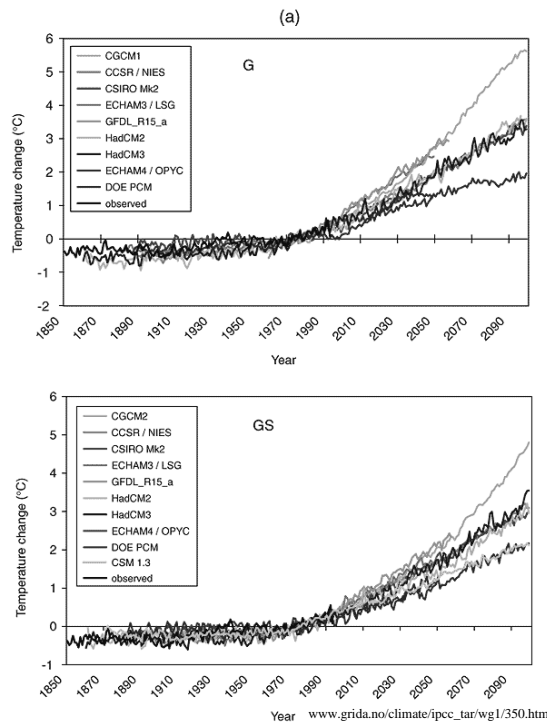 (a)
6
5
4
3
2
1
0
-1
-2
Temperature change (°C)
CGCM1
CCSR / NIES
CSIRO Mk2
ECHAM3 / LSG
GFDL_R15_a
HadCM2
HadCM3
ECHAM4 / OPYC
DOE PCM
observed
G
1850 1870 1890 1910 1930 1950 1970 1990 2010 2030 2050 2070 2090
Year
6
5
4
3
2
1
0
-1
Temperature change (°C)
CGCM2
CCSR / NIES
CSIRO Mk2
ECHAM3 / LSG
GFDL_R15_a
HadCM2
HadCM3
ECHAM4 / OPYC
DOE PCM
CSM 1.3
observed
GS
1850 1870 1890 1910 1930 1950 1970 1990 2010 2030 2050 2070 2090
Year
www.grida.no/climate/ipcc_tar/wg1/350.htm